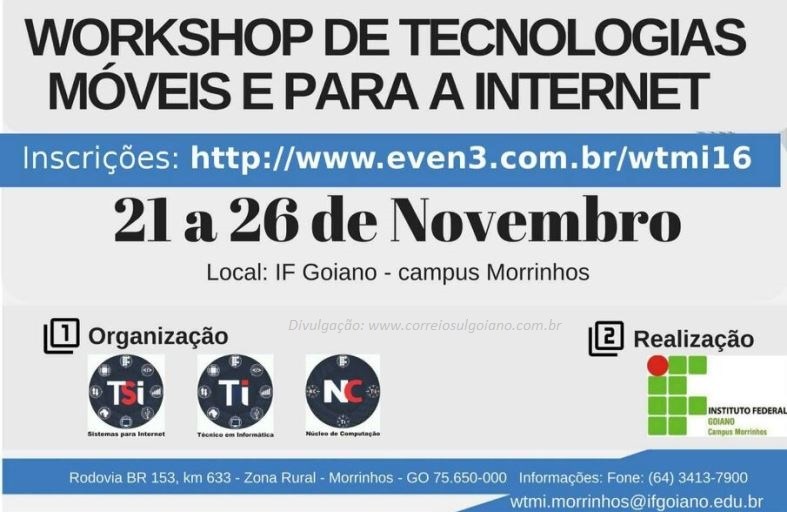 WORKSHOP DE TECNOLOGIAS
MÓVEIS E PARA A INTERNET
Inscrições: http://www.even3.com.br/wtmi16
21 a 26 de Novembro
Local: IF Goiano - campus Morrinhos
Divulgação: www.correiosulgoiano.com.br
1 Organização
2 Realização
TSi
Ti
NC
Sistemas para Internet
Técnico em Informática
Núcleo de Computação
INSTITUTO FEDERAL
GOIANO
Campus Morrinhos
Rodovia BR 153, km 633 - Zona Rural - Morrinhos - GO 75.650-000 Informações: Fone: (64) 3413-7900
wtmi.morrinhos@ifgoiano.edu.br